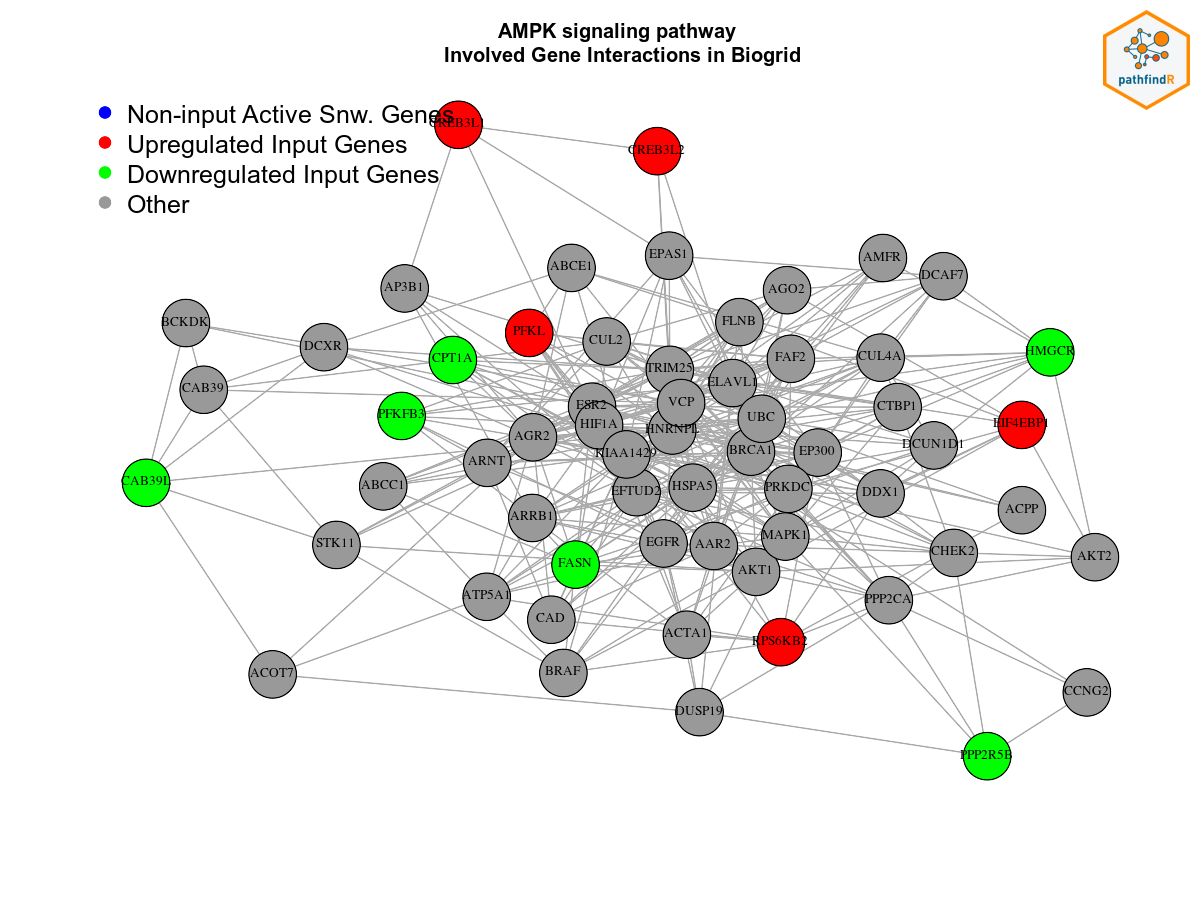 AMPK signaling pathway
Involved Gene Interactions in Biogrid
pathfindR
Non-input Active Snw. Genes
Upregulated Input Genes
Downregulated Input Genes
Other
CREB3L2
EPAS1
AMFR
ABCE1
DCAF7
AP3B1
AGO2
BCKDK
FLNB
PFKL
CUL2
DCXR
HMGCR
CPT1A
FAF2
CUL4A
TRIM25
ELAVL1
CAB39
VCP
ESR2
CTBP1
PFKFB3
UBC
HIF1A
EIF4EBP1
HNRNPL
AGR2
DCUN1D1
BRCA1
EP300
KIAA1429
ARNT
CAB39L
ABCC1
HSPA5
PRKDC
EFTUD2
DDX1
ACPP
ARRB1
MAPK1
STK11
EGFR
AAR2
CHEK2
AKT2
FASN
AKT1
ATP5A1
PPP2CA
CAD
ACTA1
RPS6KB2
BRAF
ACOT7
CCNG2
DUSP19
PPP2R5B